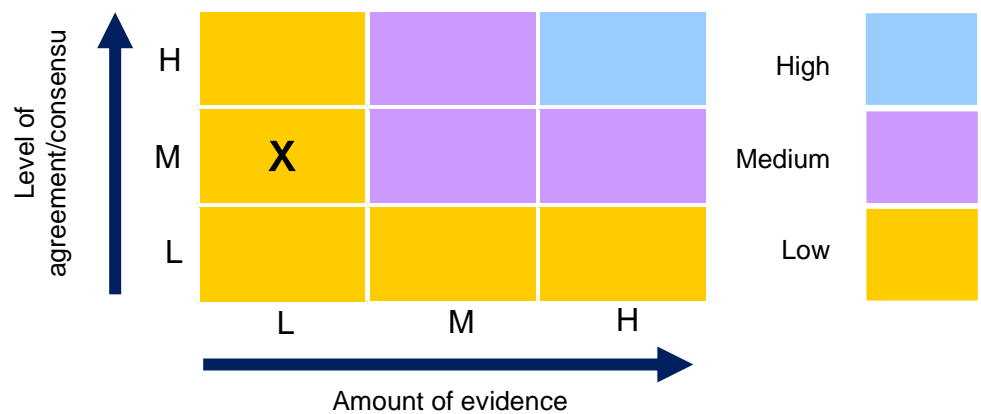 Level of
agreement/consensu
H
M
X
L
L
M
H
Amount of evidence
High
Medium
Low